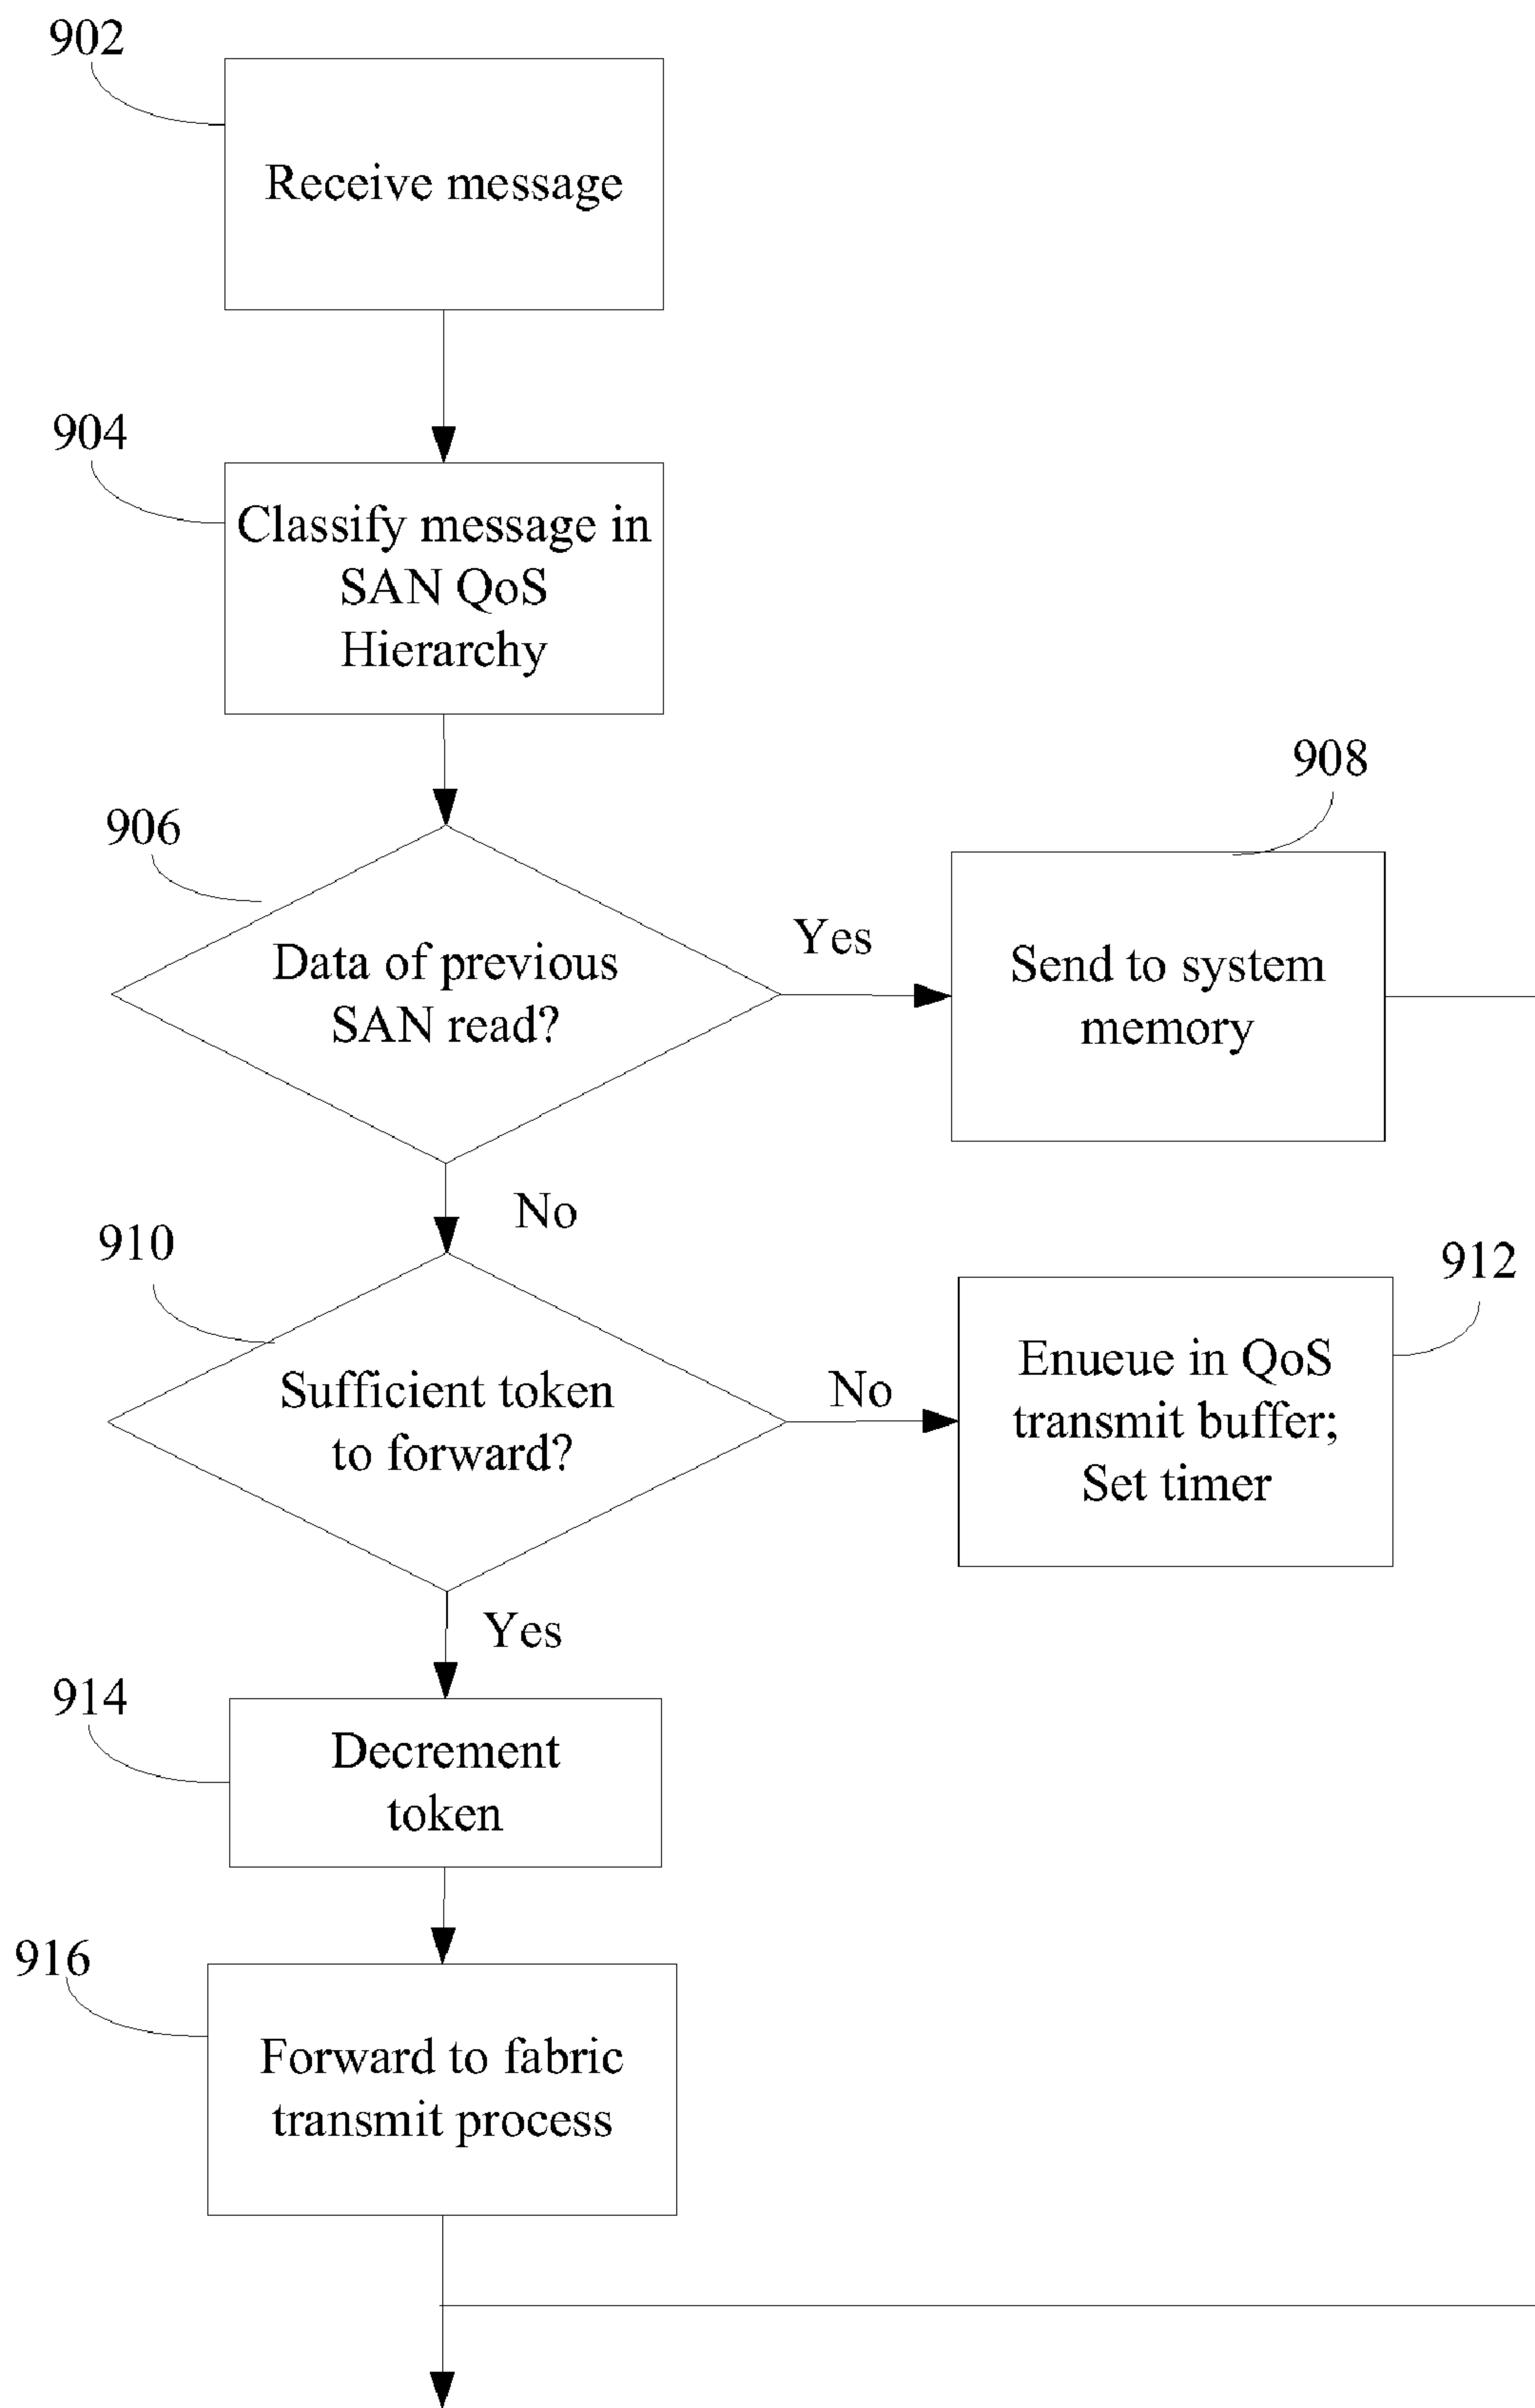 902
Receive message
904
Classify message in
SAN QoS
Hierarchy
906
Data of previous
SAN read?
Yes
908
Send to system
memory
No
910
Sufficient token
to forward?
No
912
Enueue in QoS
transmit buffer;
Set timer
Yes
914
Decrement
token
916
Forward to fabric
transmit process